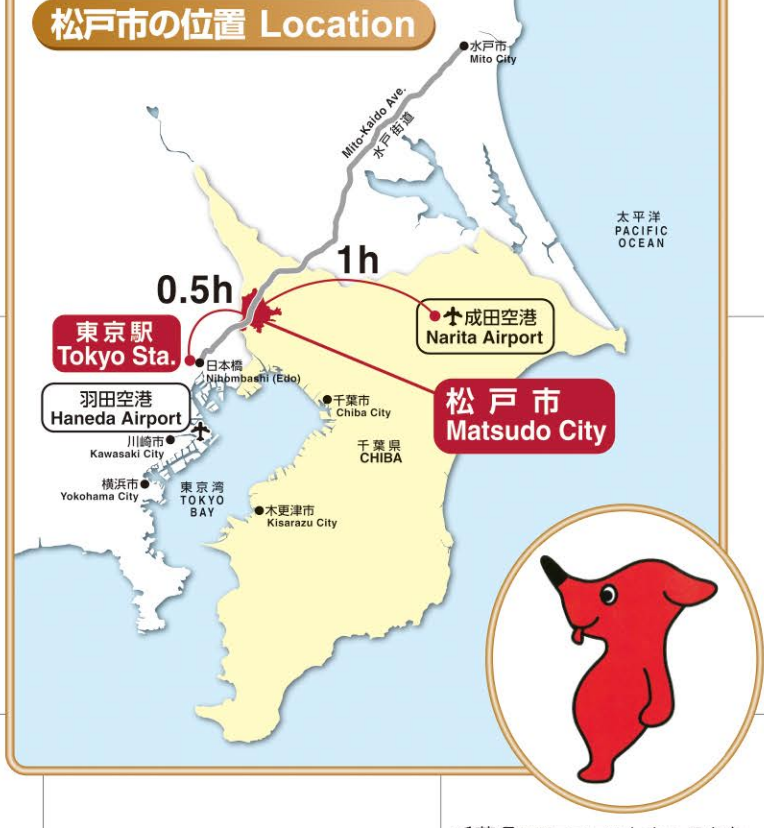 松戸市の位置 Location
水戸市
Mito City
Mito-Kaido Ave.
水戸街道
太平洋
PACIFIC
OCEAN
1h
0.5h
成田空港
Narita Airport
東京駅
Tokyo Sta.
日本橋
Nihombashi (Edo)
松戸市
Matsudo City
羽田空港
Haneda Airport
千葉市
Chiba City
川崎市
Kawasaki City
千葉県
CHIBA
横浜市
Yokohama City
東京湾
TOKYO
BAY
木更津市
Kisarazu City